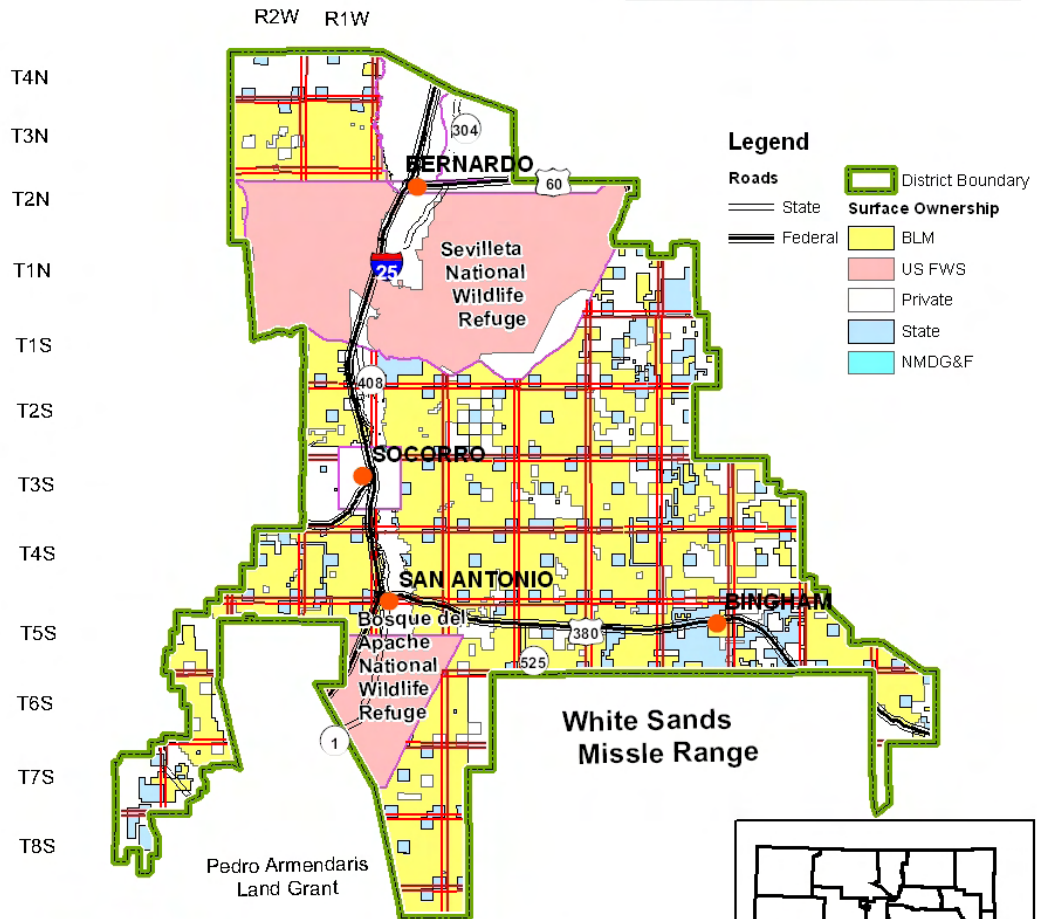 R2W R1W
T4N
T3N
T2N
T1N
T1S
T2S
T3S
T4S
T5S
T6S
T7S
T8S
304
BERNARDO
60
Sevilleta
National
Wildlife
Refuge
25
408
SOCORRO
SAN ANTONIO
BINGHAM
Bosque del
Apache
National
Wildlife
Refuge
380
525
1
White Sands
Missle Range
Pedro Armendaris
Land Grant
Legend
Roads
State
Federal
District Boundary
Surface Ownership
BLM
US FWS
Private
State
NMDG&F